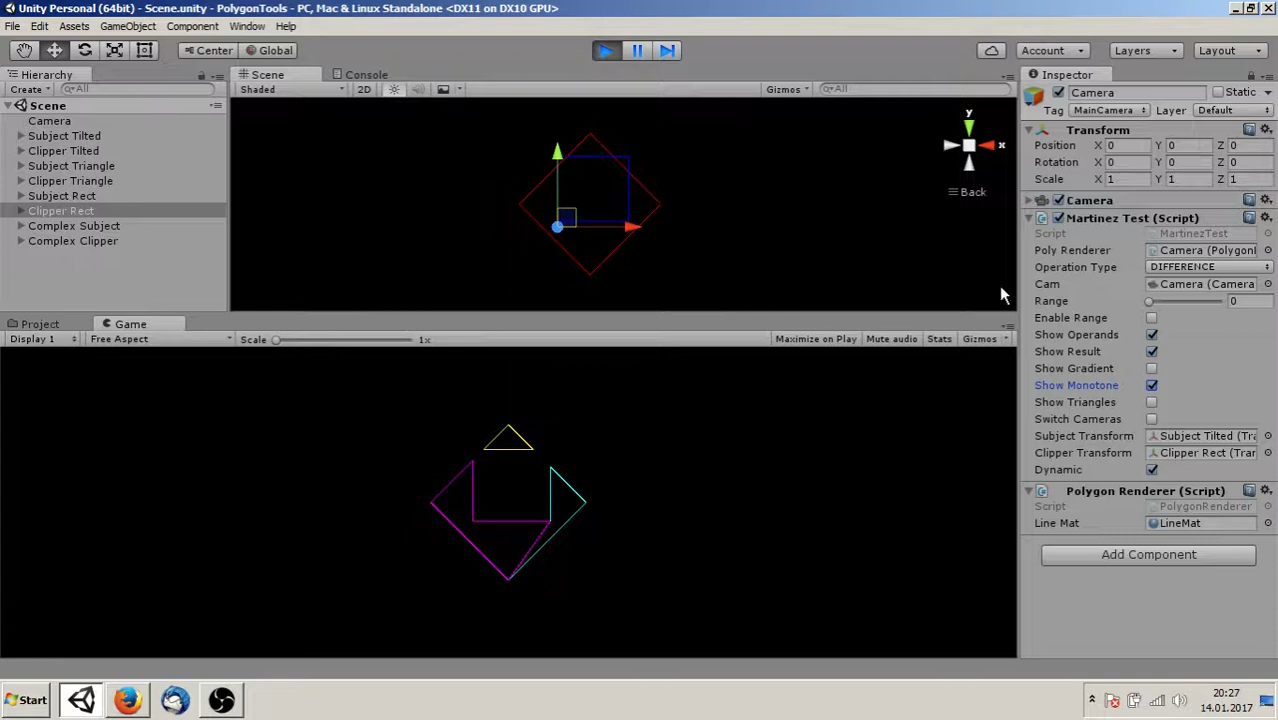 Unity Personal (64bit) - Scene.unity - PolygonTools - PC, Mac & Linux Standalone <DX11 on DX10 GPU>
File Edit Assets GameObject Component Window Help
Center Global Account Layers Layout
Hierarchy Scene Console Inspector
Create All Shaded 2D Gizmos All Camera Static
Scene Tag MainCamera Layer Default
Camera
Subject Tilted
Clipper Tilted
Subject Triangle
Clipper Triangle
Subject Rect
Clipper Rect
Complex Subject
Complex Clipper
y
x
Back
Transform
Position X 0 Y 0 Z 0
Rotation X 0 Y 0 Z 0
Scale X 1 Y 1 Z 1
Camera
Martinez Test (Script)
Script MartinezTest
Poly Renderer Camera (Polygon
Operation Type DIFFERENCE
Cam Camera (Camera
Range 0
Enable Range
Show Operands
Show Result
Show Gradient
Show Monotone
Show Triangles
Switch Cameras
Subject Transform Subject Tilted (Tra
Clipper Transform Clipper Rect (Trar
Dynamic
Polygon Renderer (Script)
Script PolygonRenderer
Line Mat LineMat
Add Component
Project Game
Display 1 Free Aspect Scale 1x Maximize on Play Mute audio Stats Gizmos
Start
20:27
14.01.2017